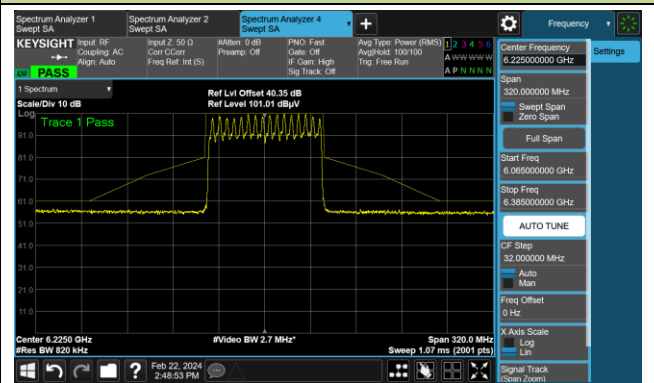 Spectrum Analyzer 1
Swept SA
Spectrum Analyzer 2
Swept SA
Spectrum Analyzer 4
Swept SA
Frequency
KEYSIGHT
PASS
Input: RF
Coupling: AC
Align: Auto
Input Z: 50 Ω
Corr CCorr
Freq Ref: Int (S)
#Atten: 0 dB
Preamp: Off
PNO: Fast
Gate: Off
IF Gain: High
Sig Track: Off
Avg Type: Power (RMS)
Avg|Hold: 100/100
Trig: Free Run
1 2 3 4 5 6
A W W W W W
A P N N N N
Center Frequency
6.225000000 GHz
Settings
Span
320.000000 MHz
Swept Span
Zero Span
Full Span
Start Freq
6.065000000 GHz
Stop Freq
6.385000000 GHz
AUTO TUNE
CF Step
32.000000 MHz
Auto
Man
Freq Offset
0 Hz
X Axis Scale
Log
Lin
Signal Track
(Span Zoom)
1 Spectrum
Scale/Div 10 dB
Ref Lvl Offset 40.35 dB
Ref Level 101.01 dBµV
Log
Trace 1 Pass
91.0
81.0
71.0
61.0
51.0
41.0
31.0
21.0
11.0
Center 6.2250 GHz
#Res BW 820 kHz
#Video BW 2.7 MHz*
Span 320.0 MHz
Sweep 1.07 ms (2001 pts)
Feb 22, 2024
2:48:53 PM